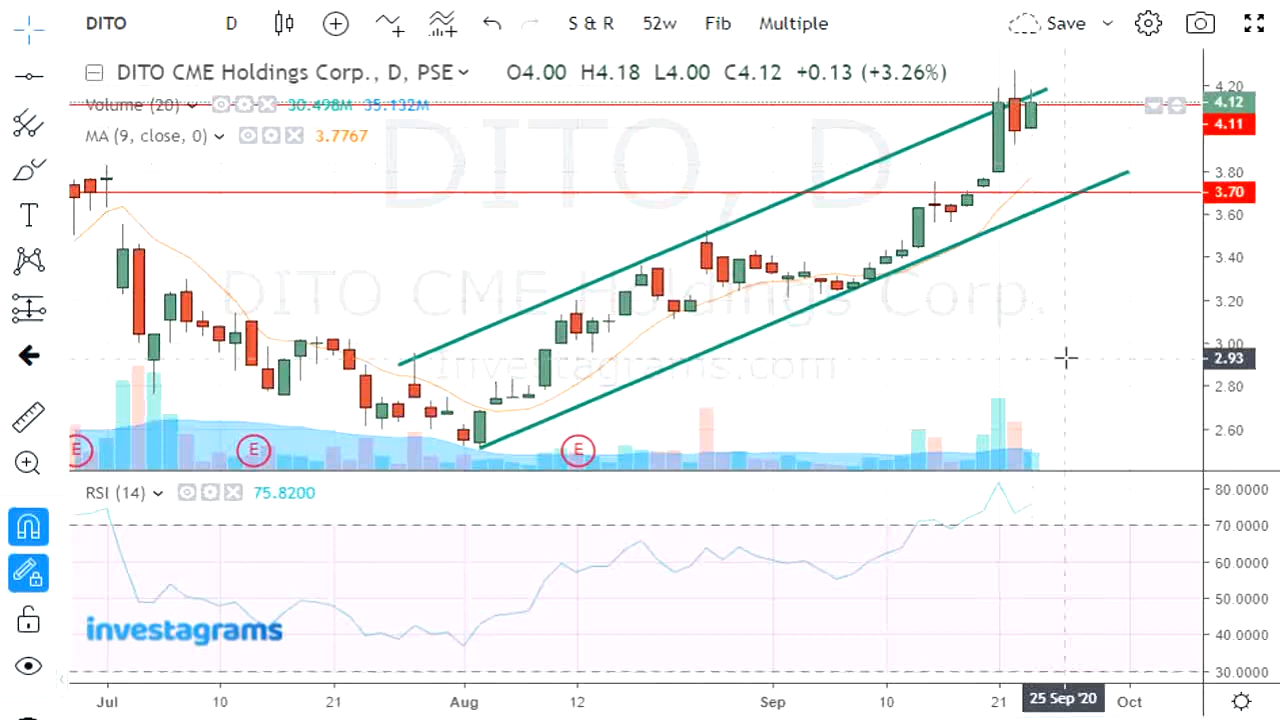 DITO D S & R 52w Fib Multiple Save
DITO CME Holdings Corp., D, PSE O4.00 H4.18 L4.00 C4.12 +0.13 (+3.26%)
Volume (20) 30.498M 35.132M
MA (9, close, 0) 3.7767
DITO, D
DITO CME Holdings Corp.
Investagrams.com
T
4.20
4.12
4.11
3.80
3.70
3.60
3.40
3.20
3.00
2.93
2.80
2.60
E E E
RSI (14) 75.8200
80.0000
70.0000
60.0000
50.0000
40.0000
30.0000
investagrams
Jul 10 21 Aug 12 Sep 10 21 25 Sep '20 Oct